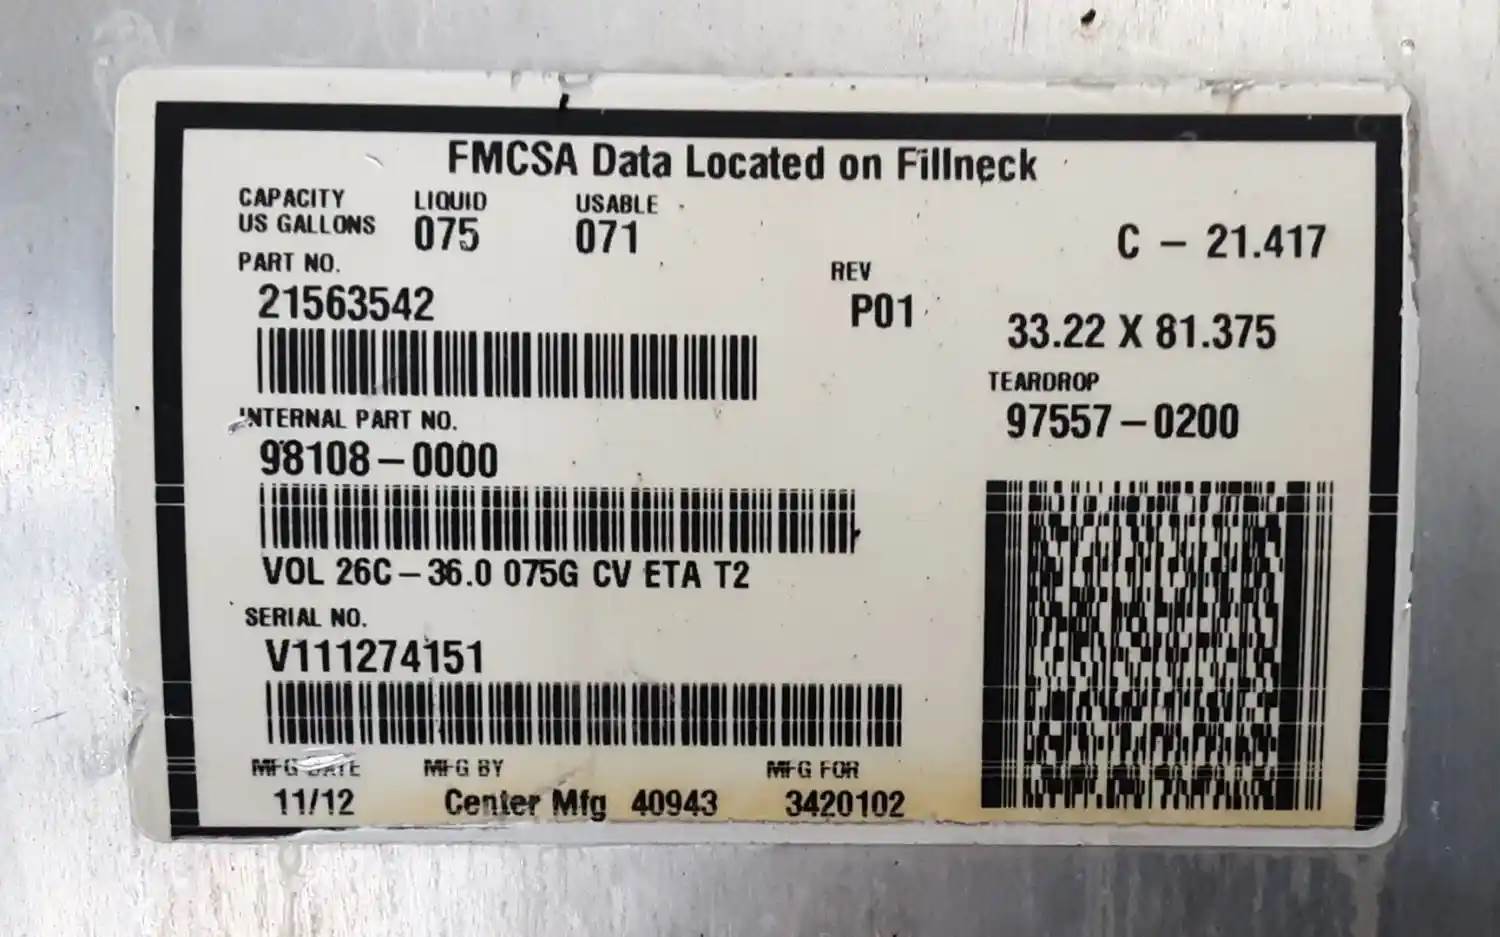 FMCSA Data Located on Fillneck
CAPACITY LIQUID USABLE
US GALLONS 075 071
C - 21.417
PART NO. REV
21563542 P01
33.22 X 81.375
TEARDROP
97557-0200
INTERNAL PART NO.
98108-0000
VOL 26C-36.0 075G CV ETA T2
SERIAL NO.
V111274151
MFG DATE MFG BY MFG FOR
11/12 Center Mfg 40943 3420102